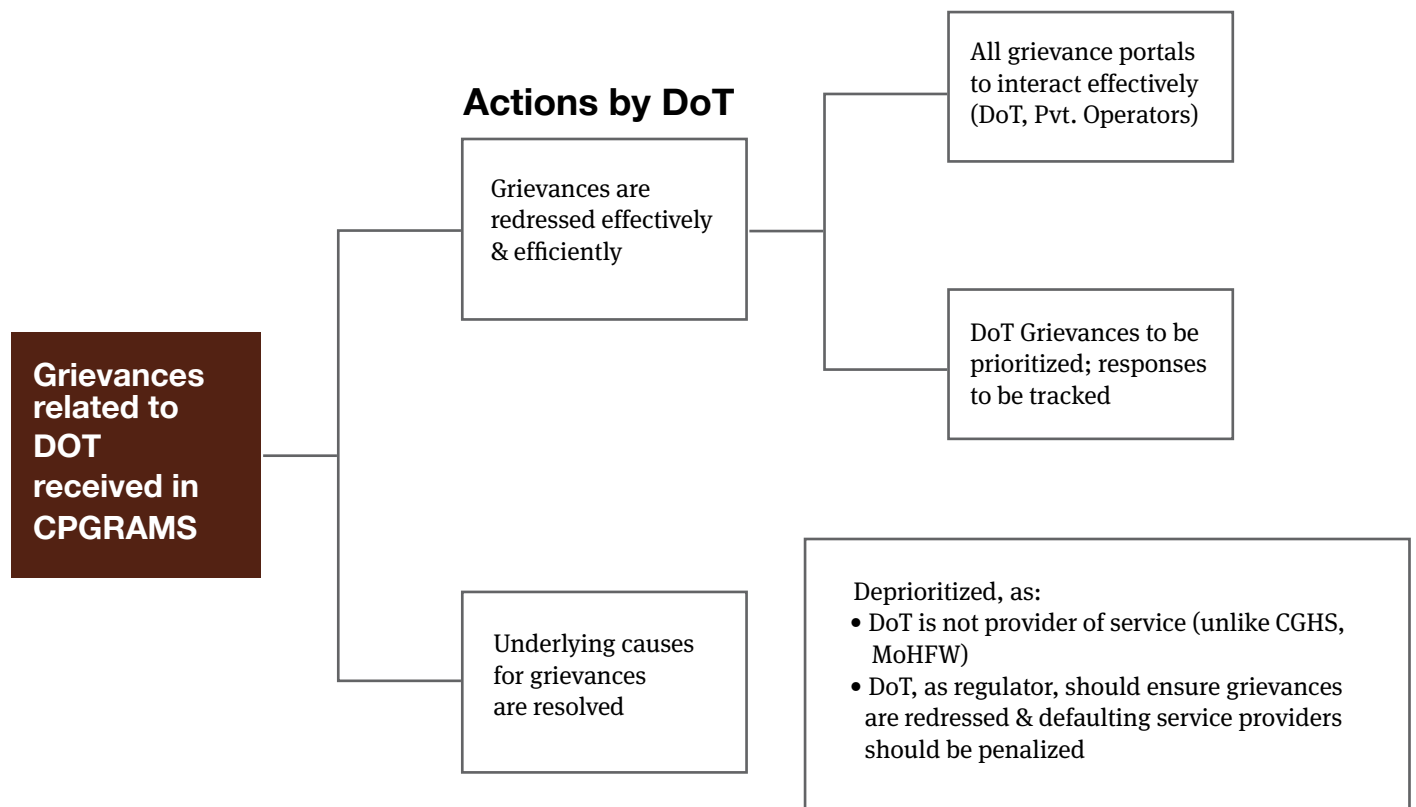 Actions by DoT
Grievances
related to
DOT
received in
CPGRAMS
Grievances are
redressed effectively
& efficiently
All grievance portals
to interact effectively
(DoT, Pvt. Operators)
DoT Grievances to be
prioritized; responses
to be tracked
Underlying causes
for grievances
are resolved
Deprioritized, as:
• DoT is not provider of service (unlike CGHS,
MoHFW)
• DoT, as regulator, should ensure grievances
are redressed & defaulting service providers
should be penalized